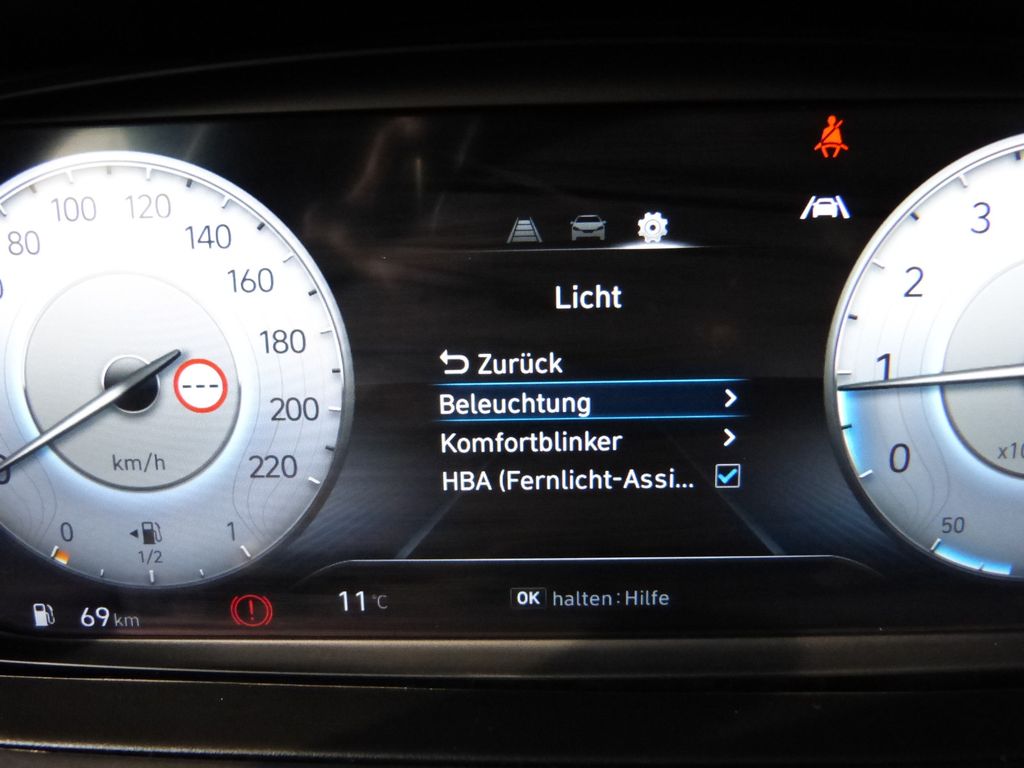 80
100
120
140
160
180
200
220
km/h
0
1/2
1
---
Licht
Zurück
Beleuchtung
Komfortblinker
HBA (Fernlicht-Assi...
OK halten:Hilfe
69 km
11 °C
3
2
1
0
50